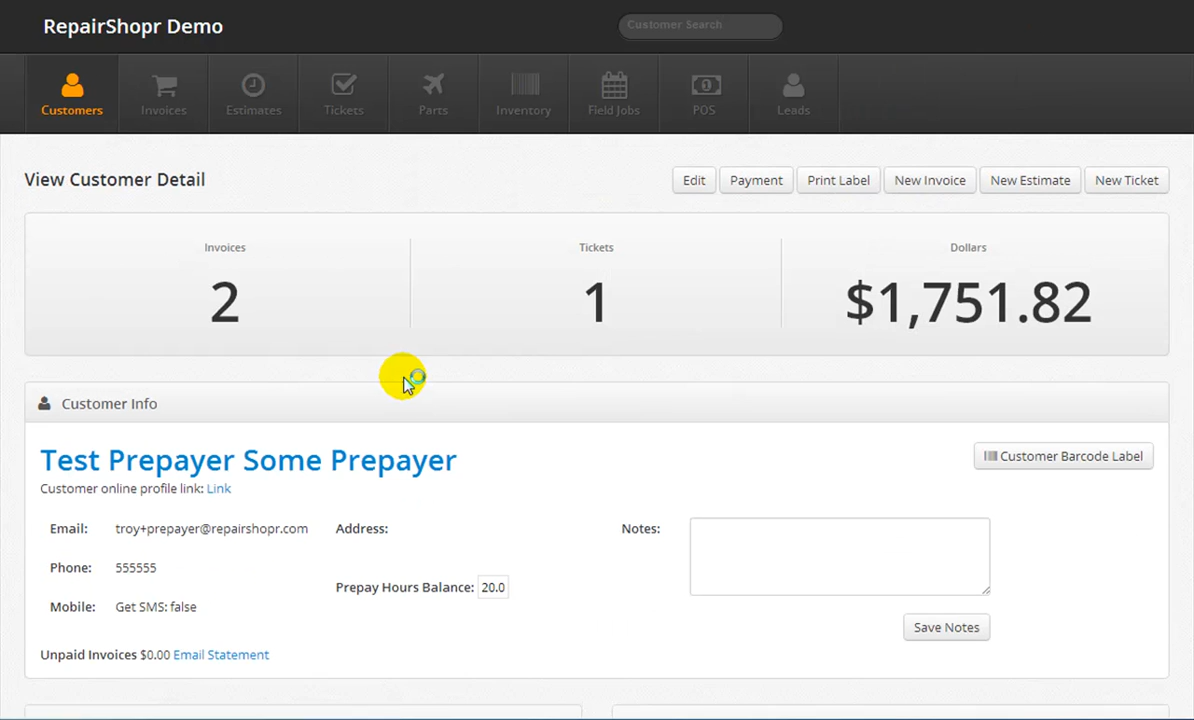 RepairShopr Demo
Customer Search
Customers Invoices Estimates Tickets Parts Inventory Field Jobs POS Leads
View Customer Detail
Edit Payment Print Label New Invoice New Estimate New Ticket
Invoices Tickets Dollars
2 1 $1,751.82
Customer Info
Test Prepayer Some Prepayer
Customer Barcode Label
Customer online profile link: Link
Email: troy+prepayer@repairshopr.com Address: Notes:
Phone: 555555
Prepay Hours Balance: 20.0
Mobile: Get SMS: false
Save Notes
Unpaid Invoices $0.00 Email Statement